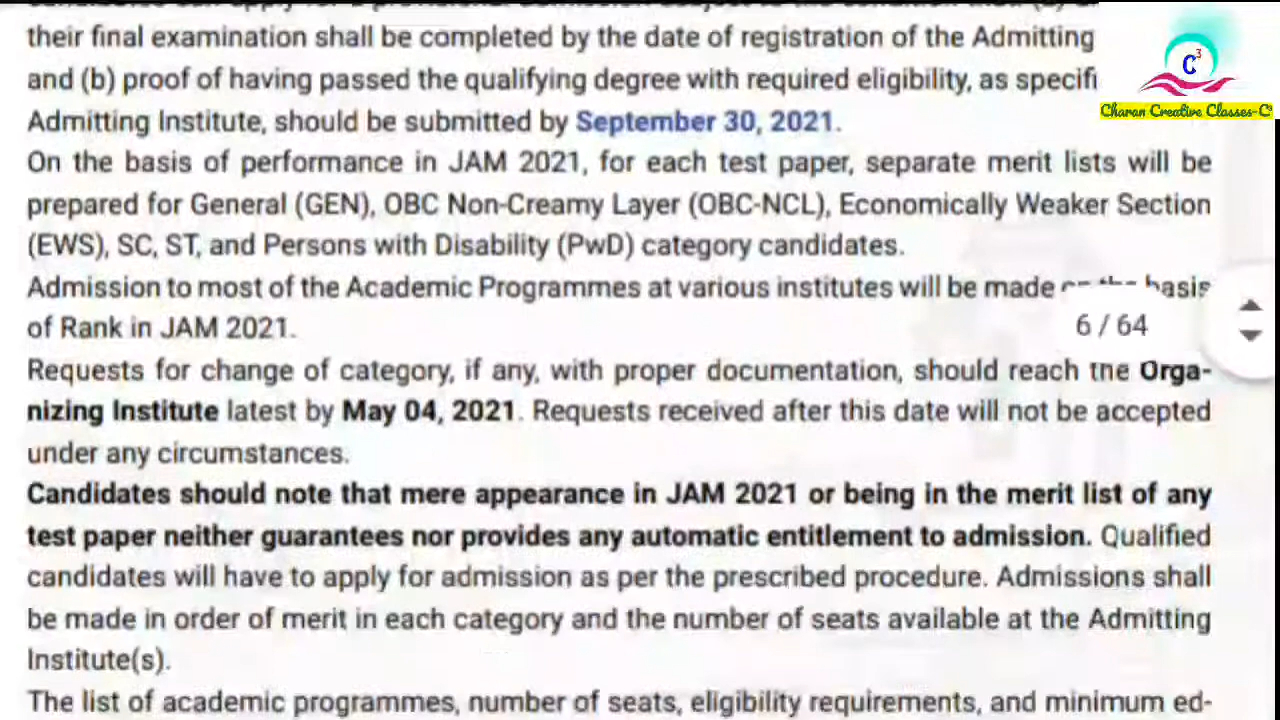 their final examination shall be completed by the date of registration of the Admitting
and (b) proof of having passed the qualifying degree with required eligibility, as specifi
Admitting Institute, should be submitted by September 30, 2021.
On the basis of performance in JAM 2021, for each test paper, separate merit lists will be
prepared for General (GEN), OBC Non-Creamy Layer (OBC-NCL), Economically Weaker Section
(EWS), SC, ST, and Persons with Disability (PwD) category candidates.
Admission to most of the Academic Programmes at various institutes will be made on the basis
of Rank in JAM 2021.
6 / 64
Requests for change of category, if any, with proper documentation, should reach the Orga-
nizing Institute latest by May 04, 2021. Requests received after this date will not be accepted
under any circumstances.
Candidates should note that mere appearance in JAM 2021 or being in the merit list of any
test paper neither guarantees nor provides any automatic entitlement to admission. Qualified
candidates will have to apply for admission as per the prescribed procedure. Admissions shall
be made in order of merit in each category and the number of seats available at the Admitting
Institute(s).
The list of academic programmes, number of seats, eligibility requirements, and minimum ed-
C3
Charan Creative Classes-C